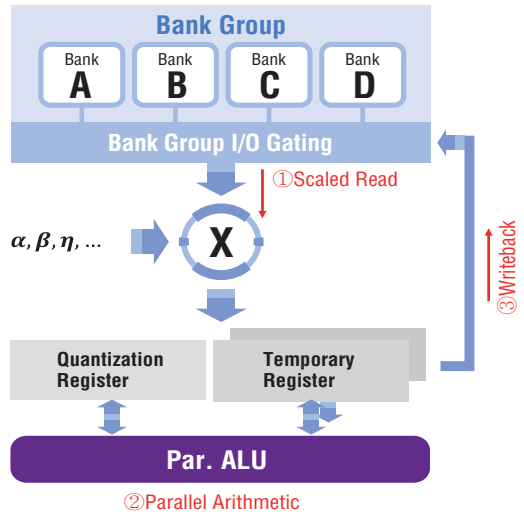 Bank Group
Bank
A
Bank
B
Bank
C
Bank
D
Bank Group I/O Gating
①Scaled Read
α, β, η, ...
X
③Writeback
Quantization
Register
Temporary
Register
Par. ALU
②Parallel Arithmetic